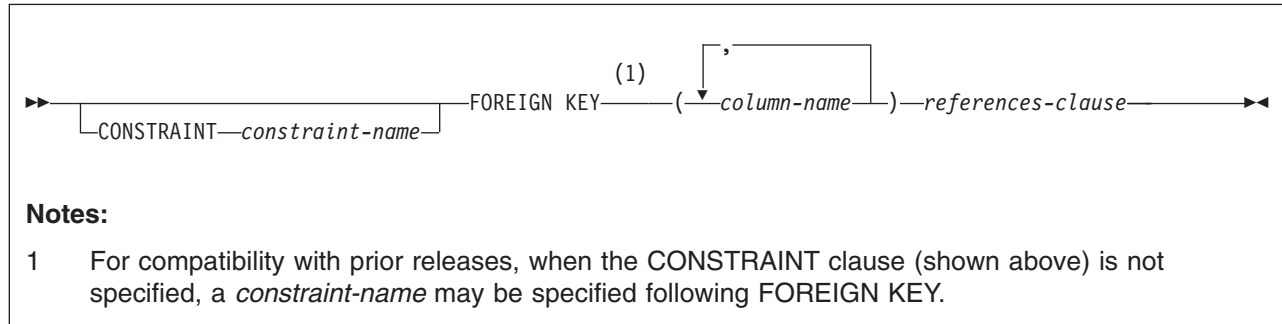 ,
(1)
FOREIGN KEY ( column-name ) references-clause
CONSTRAINT constraint-name
Notes:
1 For compatibility with prior releases, when the CONSTRAINT clause (shown above) is not
specified, a constraint-name may be specified following FOREIGN KEY.